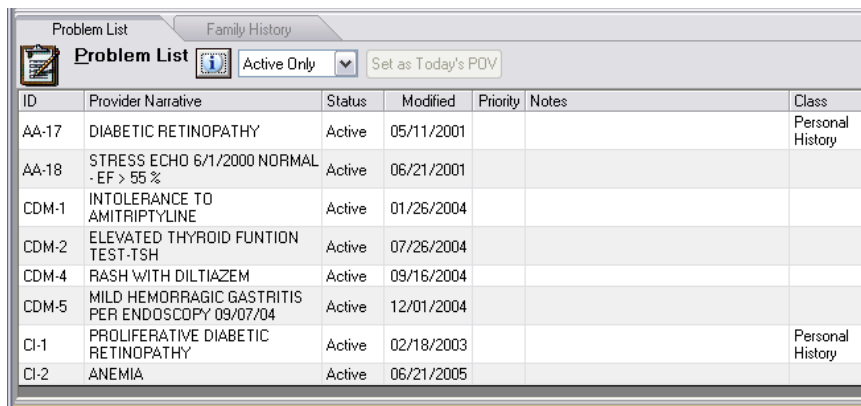 Problem List Family History
Problem List i Active Only Set as Today's POV
ID Provider Narrative Status Modified Priority Notes Class
AA-17 DIABETIC RETINOPATHY Active 05/11/2001 Personal
History
AA-18 STRESS ECHO 6/1/2000 NORMAL
- EF > 55 % Active 06/21/2001
CDM-1 INTOLERANCE TO
AMITRIPTYLINE Active 01/26/2004
CDM-2 ELEVATED THYROID FUNTION
TEST-TSH Active 07/26/2004
CDM-4 RASH WITH DILTIAZEM Active 09/16/2004
CDM-5 MILD HEMORRAGIC GASTRITIS
PER ENDOSCOPY 09/07/04 Active 12/01/2004
CI-1 PROLIFERATIVE DIABETIC
RETINOPATHY Active 02/18/2003 Personal
History
CI-2 ANEMIA Active 06/21/2005